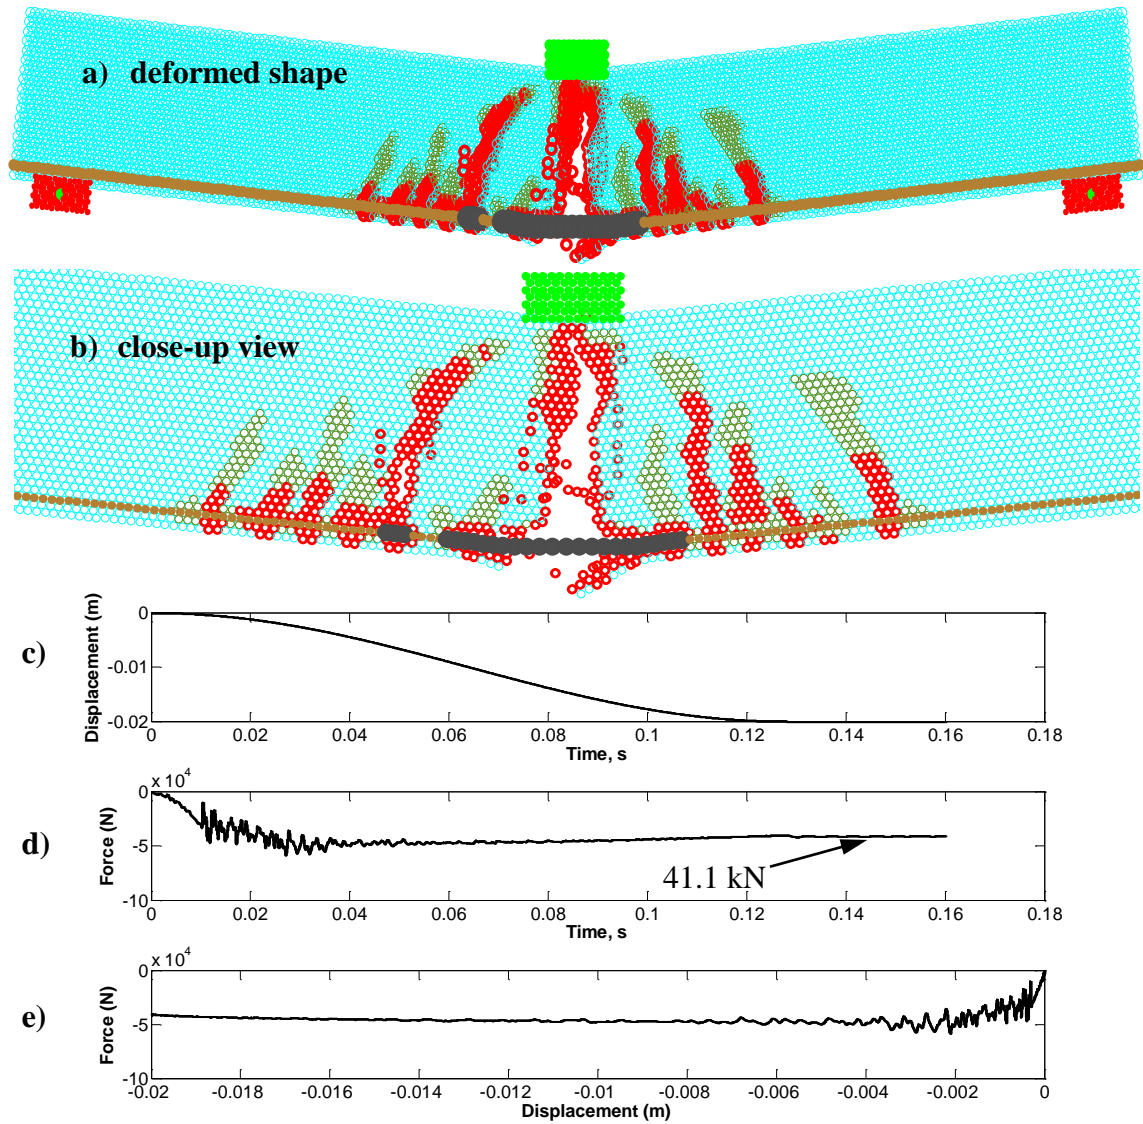 a) deformed shape
b) close-up view
c)
Displacement (m)
0
-0.01
-0.02
0 0.02 0.04 0.06 0.08 0.1 0.12 0.14 0.16 0.18
Time, s
d)
Force (N)
x 10^4
0
-5
-10
41.1 kN
0 0.02 0.04 0.06 0.08 0.1 0.12 0.14 0.16 0.18
Time, s
e)
Force (N)
x 10^4
0
-5
-10
-0.02 -0.018 -0.016 -0.014 -0.012 -0.01 -0.008 -0.006 -0.004 -0.002 0
Displacement (m)